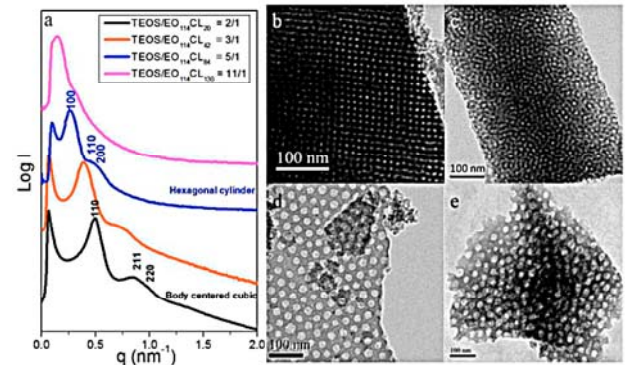 a
TEOS/EO114CL20 = 2/1
TEOS/EO114CL42 = 3/1
TEOS/EO114CL84 = 5/1
TEOS/EO114CL130 = 11/1
100
110
200
Hexagonal cylinder
110
211
220
Body centered cubic
Log I
0.0 0.5 1.0 1.5 2.0
q (nm-1)
b
100 nm
c
100 nm
d
100 nm
e
100 nm